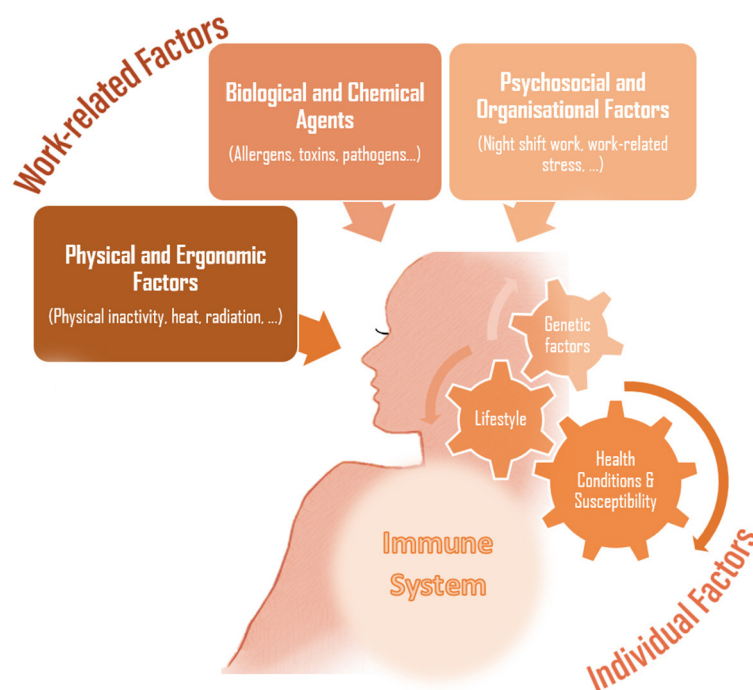 Work-related Factors
Biological and Chemical
Agents
(Allergens, toxins, pathogens...)
Psychosocial and
Organisational Factors
(Night shift work, work-related
stress, ...)
Physical and Ergonomic
Factors
(Physical inactivity, heat, radiation, ...)
Genetic
factors
Lifestyle
Health
Conditions &
Susceptibility
Immune
System
Individual Factors